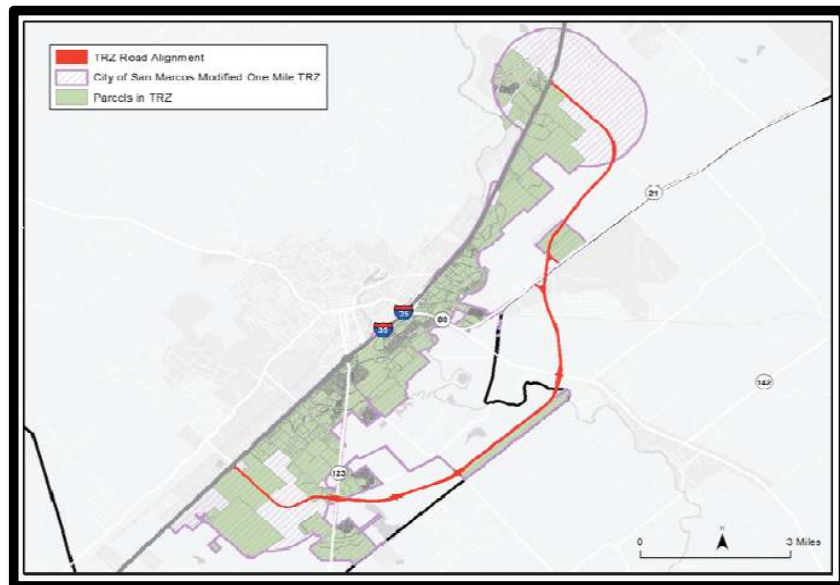 TRZ Road Alignment
City of San Marcos Modified One Mile TRZ
Parcels in TRZ
21
35
35
80
142
123
N
0 3 Miles